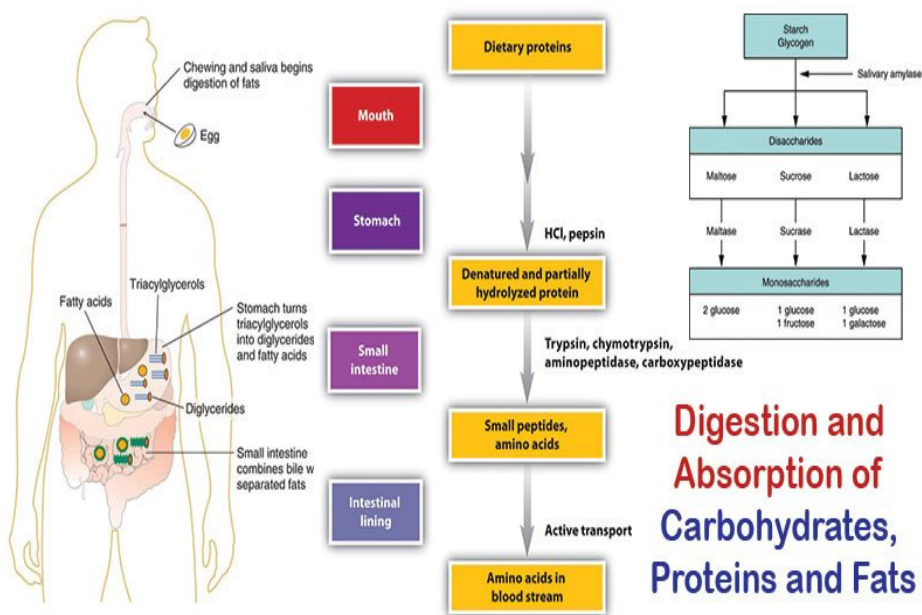 Chewing and saliva begins
digestion of fats
Egg
Triacylglycerols
Fatty acids
Stomach turns
triacylglycerols
into diglycerides
and fatty acids
Diglycerides
Small intestine
combines bile w
separated fats
Mouth
Stomach
Small
intestine
Intestinal
lining
Dietary proteins
HCl, pepsin
Denatured and partially
hydrolyzed protein
Trypsin, chymotrypsin,
aminopeptidase, carboxypeptidase
Small peptides,
amino acids
Active transport
Amino acids in
blood stream
Starch
Glycogen
Salivary amylase
Disaccharides
Maltose Sucrose Lactose
Maltase Sucrase Lactase
Monosaccharides
2 glucose 1 glucose 1 glucose
1 fructose 1 galactose
Digestion and
Absorption of
Carbohydrates,
Proteins and Fats